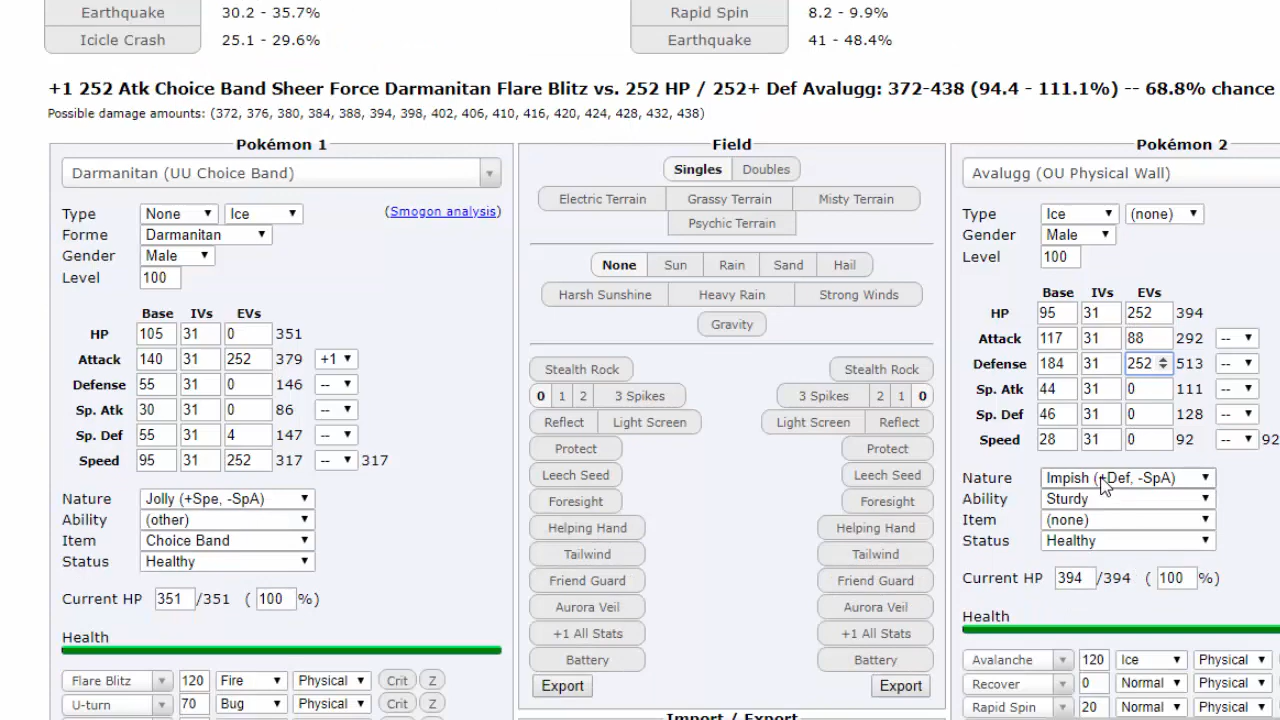 Earthquake 30.2 - 35.7% Rapid Spin 8.2 - 9.9%
Icicle Crash 25.1 - 29.6% Earthquake 41 - 48.4%
+1 252 Atk Choice Band Sheer Force Darmanitan Flare Blitz vs. 252 HP / 252+ Def Avalugg: 372-438 (94.4 - 111.1%) -- 68.8% chance
Possible damage amounts: (372, 376, 380, 384, 388, 394, 398, 402, 406, 410, 416, 420, 424, 428, 432, 438)
Pokémon 1
Darmanitan (UU Choice Band)
Type None Ice (Smogon analysis)
Forme Darmanitan
Gender Male
Level 100
Base IVs EVs
HP 105 31 0 351
Attack 140 31 252 379 +1
Defense 55 31 0 146 --
Sp. Atk 30 31 0 86 --
Sp. Def 55 31 4 147 --
Speed 95 31 252 317 -- 317
Nature Jolly (+Spe, -SpA)
Ability (other)
Item Choice Band
Status Healthy
Current HP 351 /351 ( 100 %)
Health
Flare Blitz 120 Fire Physical Crit Z
U-turn 70 Bug Physical Crit Z
Field
Singles Doubles
Electric Terrain Grassy Terrain Misty Terrain
Psychic Terrain
None Sun Rain Sand Hail
Harsh Sunshine Heavy Rain Strong Winds
Gravity
Stealth Rock Stealth Rock
0 1 2 3 Spikes 3 Spikes 2 1 0
Reflect Light Screen Light Screen Reflect
Protect Protect
Leech Seed Leech Seed
Foresight Foresight
Helping Hand Helping Hand
Tailwind Tailwind
Friend Guard Friend Guard
Aurora Veil Aurora Veil
+1 All Stats +1 All Stats
Battery Battery
Export Export
Import / Export
Pokémon 2
Avalugg (OU Physical Wall)
Type Ice (none)
Gender Male
Level 100
Base IVs EVs
HP 95 31 252 394
Attack 117 31 88 292 --
Defense 184 31 252 513 --
Sp. Atk 44 31 0 111 --
Sp. Def 46 31 0 128 --
Speed 28 31 0 92 -- 92
Nature Impish (+Def, -SpA)
Ability Sturdy
Item (none)
Status Healthy
Current HP 394 /394 ( 100 %)
Health
Avalanche 120 Ice Physical
Recover 0 Normal Physical
Rapid Spin 20 Normal Physical